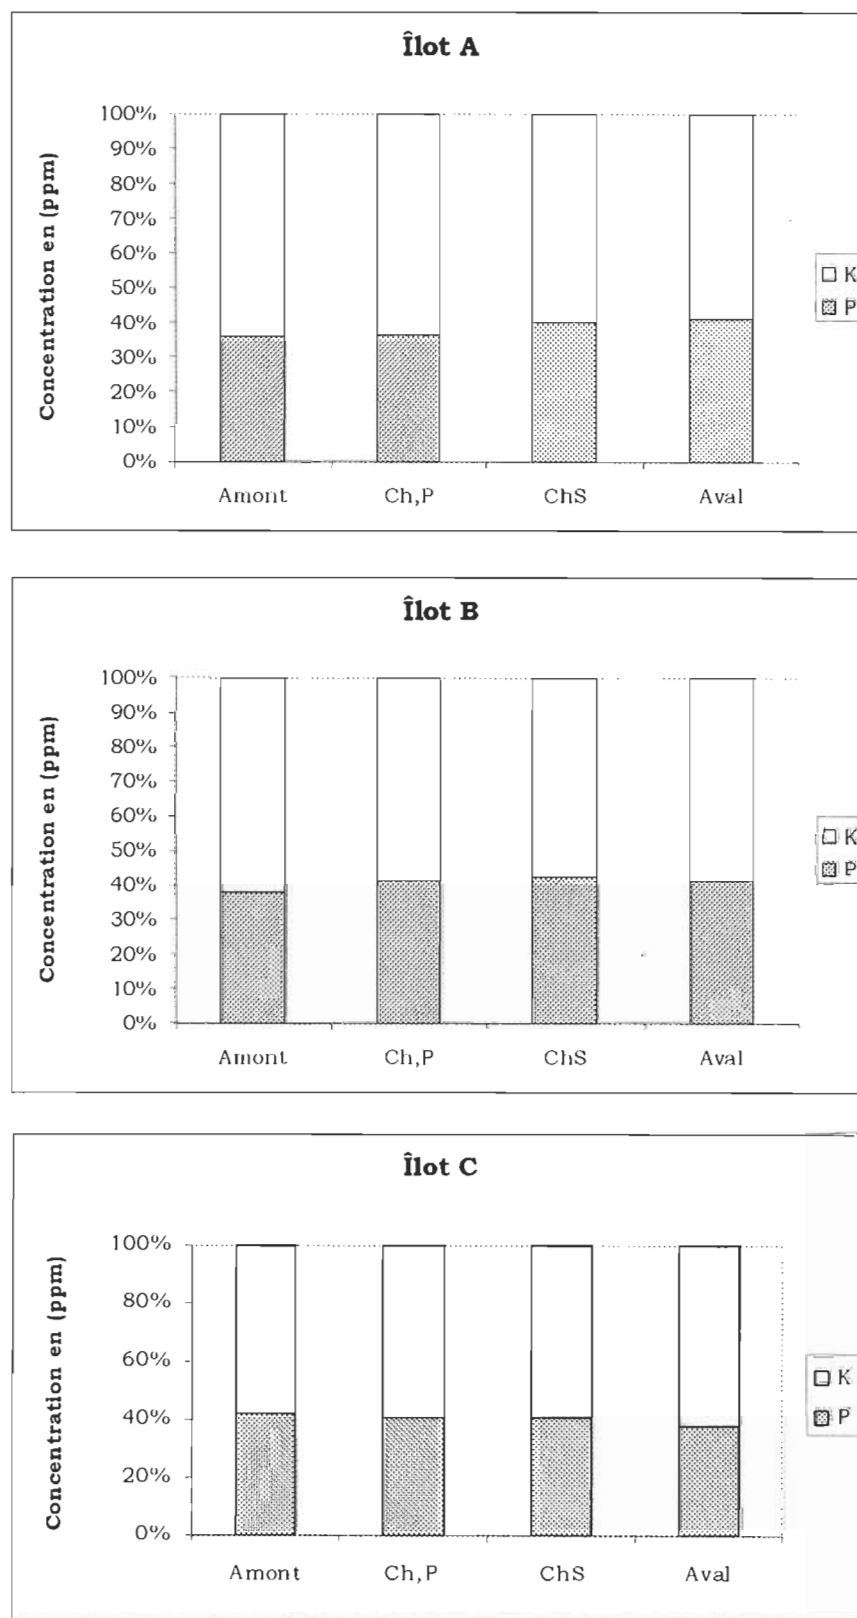 Îlot A
Concentration en (ppm)
100%
90%
80%
70%
60%
50%
40%
30%
20%
10%
0%
Amont Ch,P ChS Aval
K
P
Îlot B
Concentration en (ppm)
100%
90%
80%
70%
60%
50%
40%
30%
20%
10%
0%
Amont Ch,P ChS Aval
K
P
Îlot C
Concentration en (ppm)
100%
80%
60%
40%
20%
0%
Amont Ch,P ChS Aval
K
P